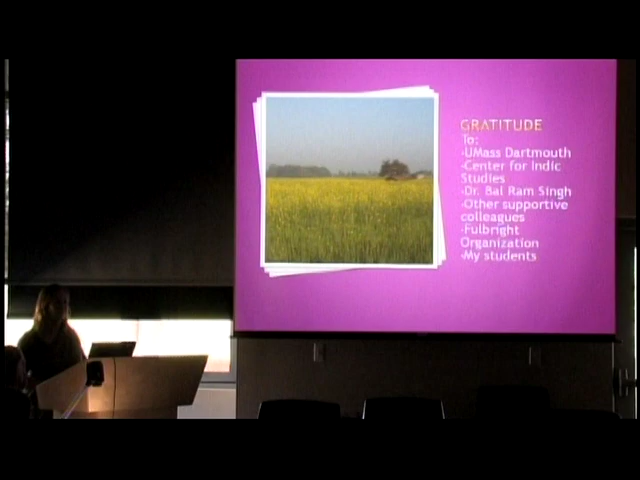 GRATITUDE
To:
-UMass Dartmouth
-Center for Indic
Studies
-Dr. Bal Ram Singh
-Other supportive
colleagues
-Fulbright
Organization
-My students